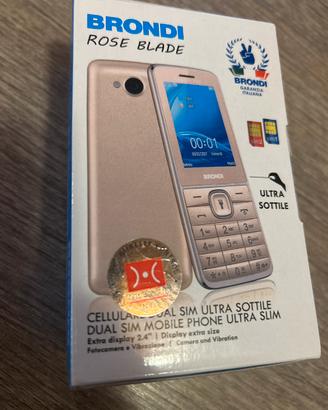 BRONDI
ROSE BLADE
BRONDI
GARANZIA
ITALIANA
00:01
BRONDI
ULTRA
SOTTILE
CELLULARE DUAL SIM ULTRA SOTTILE
DUAL SIM MOBILE PHONE ULTRA SLIM
Extra display 2.4" | Display extra size
Fotocamera e Vibrazione | Camera and Vibration